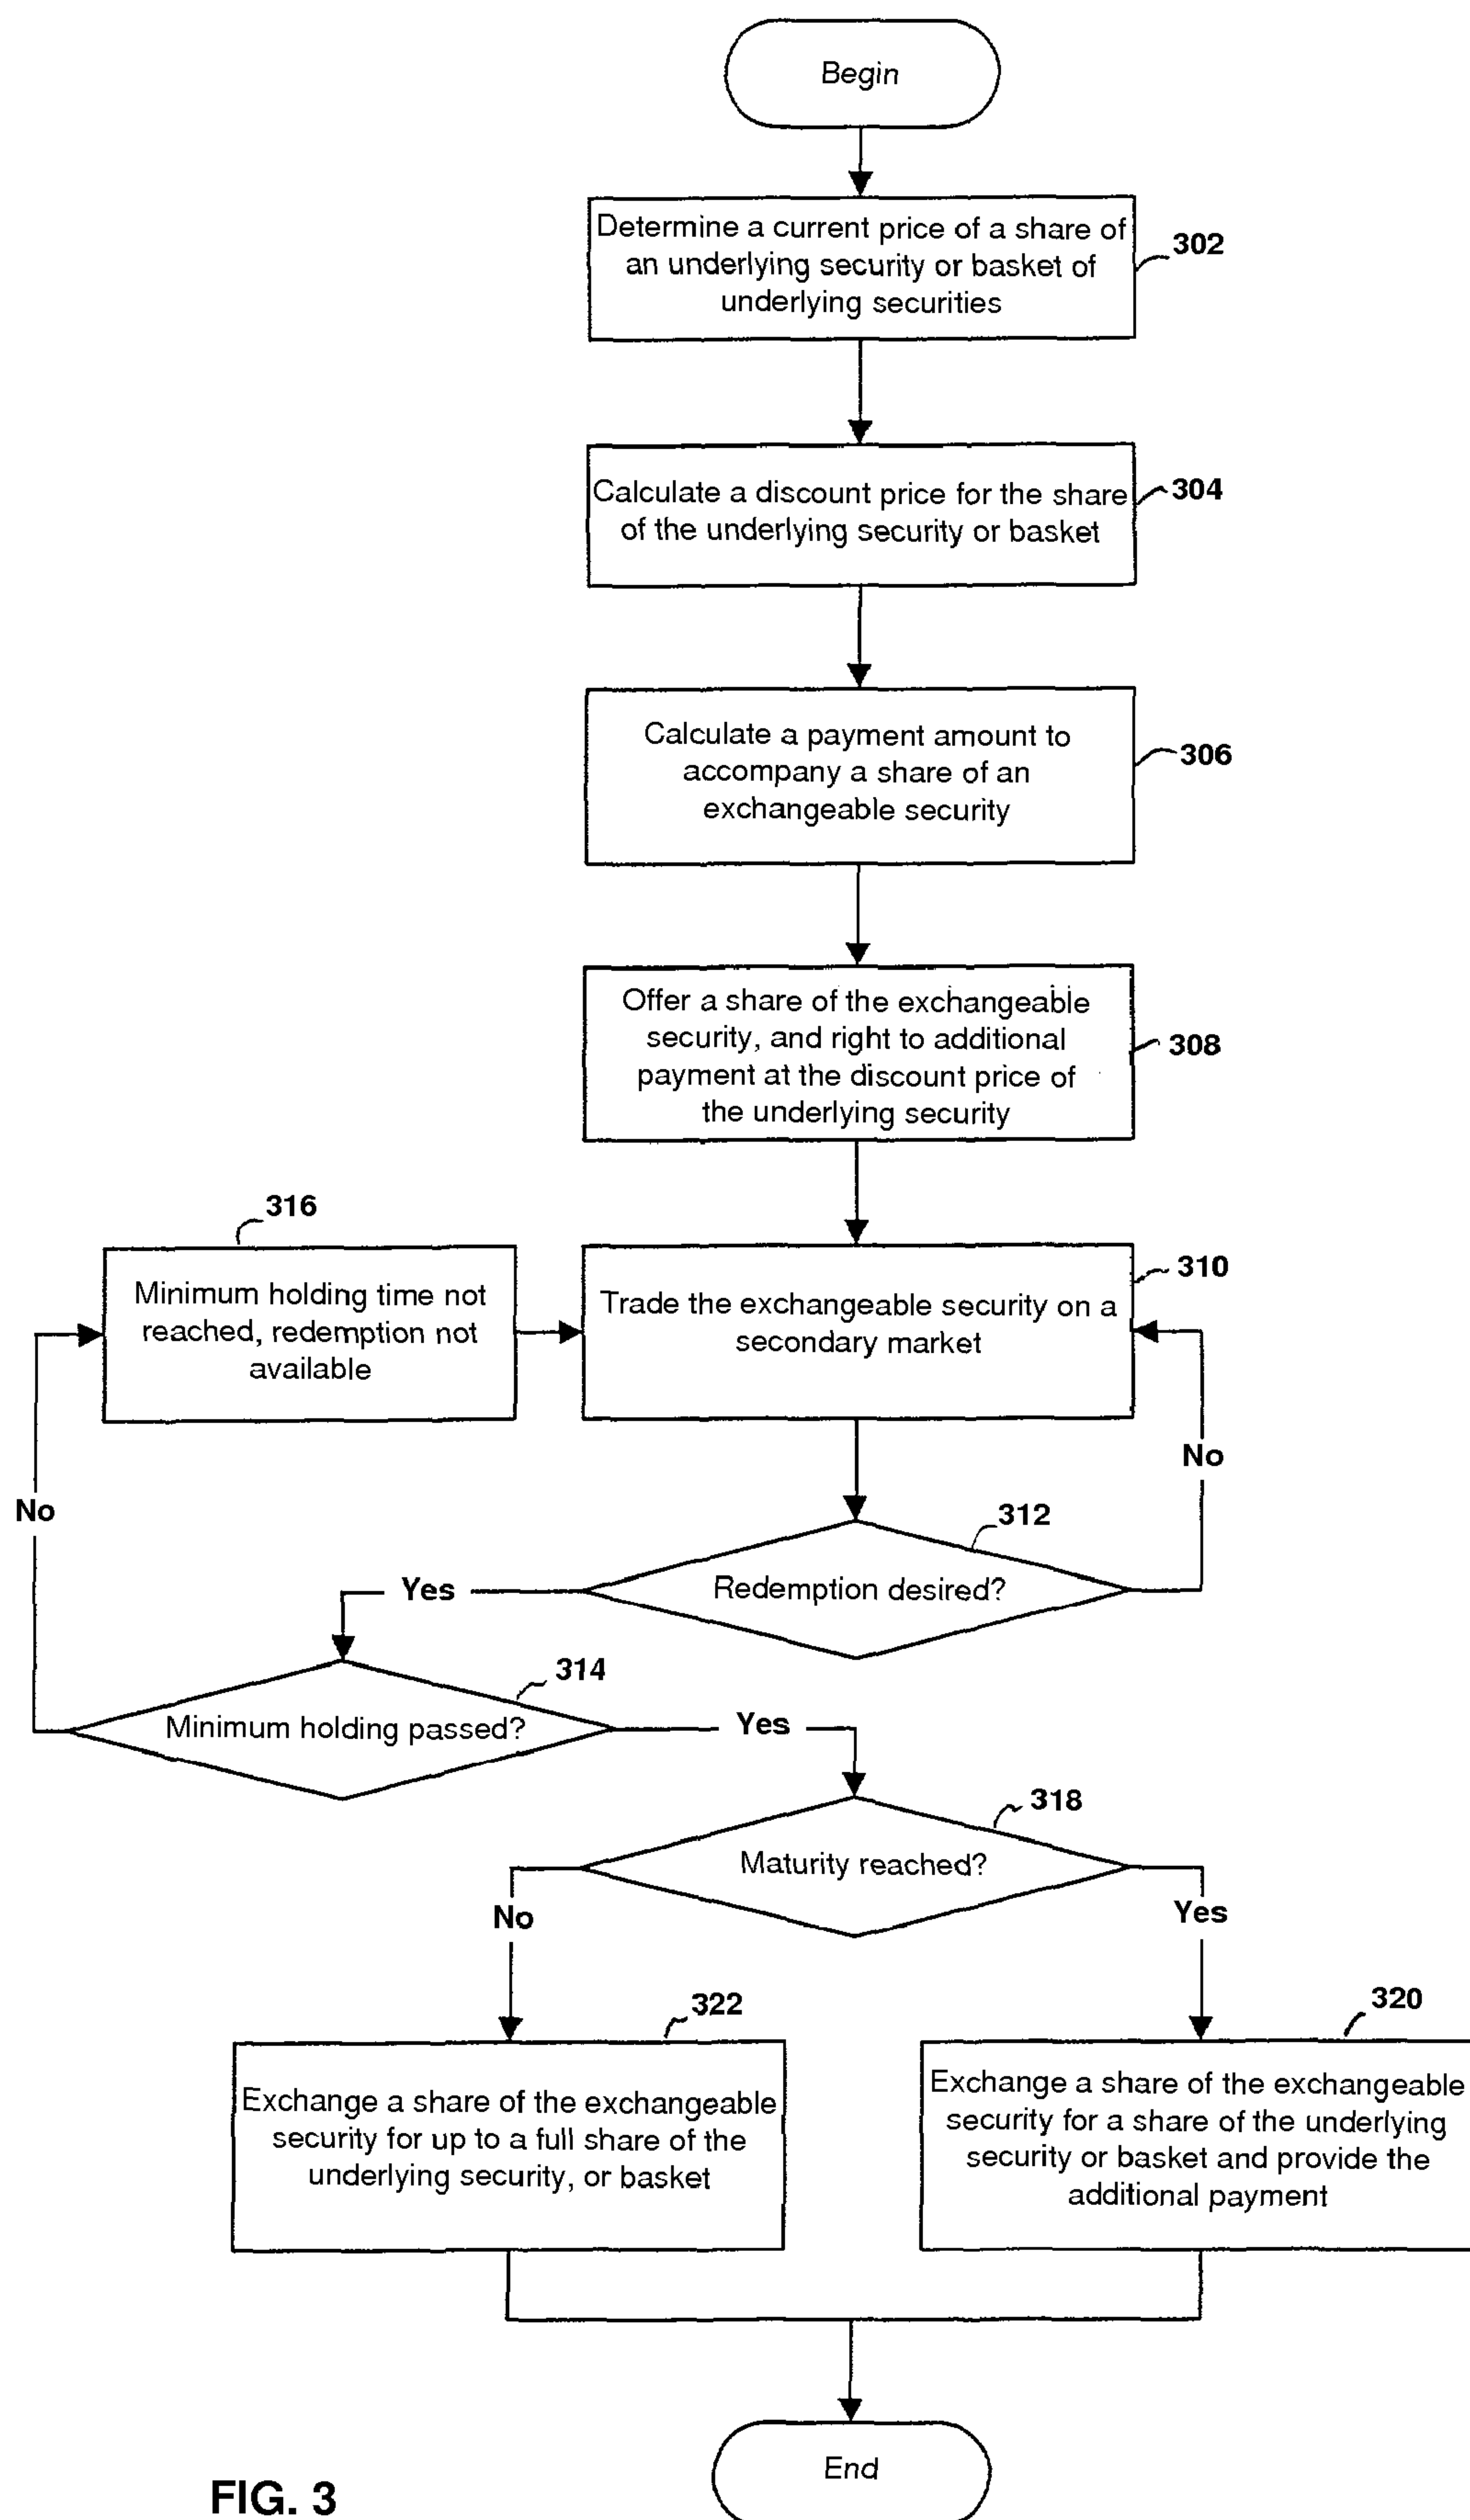 Begin
Determine a current price of a share of
an underlying security or basket of
underlying securities
302
Calculate a discount price for the share
of the underlying security or basket
304
Calculate a payment amount to
accompany a share of an
exchangeable security
306
Offer a share of the exchangeable
security, and right to additional
payment at the discount price of
the underlying security
308
316
Minimum holding time not
reached, redemption not
available
Trade the exchangeable security on a
secondary market
310
No
No
312
Redemption desired?
Yes
314
Minimum holding passed?
Yes
318
Maturity reached?
No
Yes
322
Exchange a share of the exchangeable
security for up to a full share of the
underlying security, or basket
320
Exchange a share of the exchangeable
security for a share of the underlying
security or basket and provide the
additional payment
End
FIG. 3